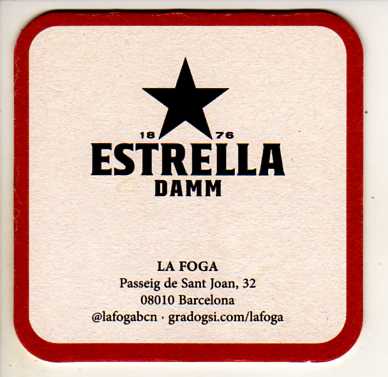 18 76
ESTRELLA
DAMM
LA FOGA
Passeig de Sant Joan, 32
08010 Barcelona
@lafogabcn · gradogsi.com/lafoga